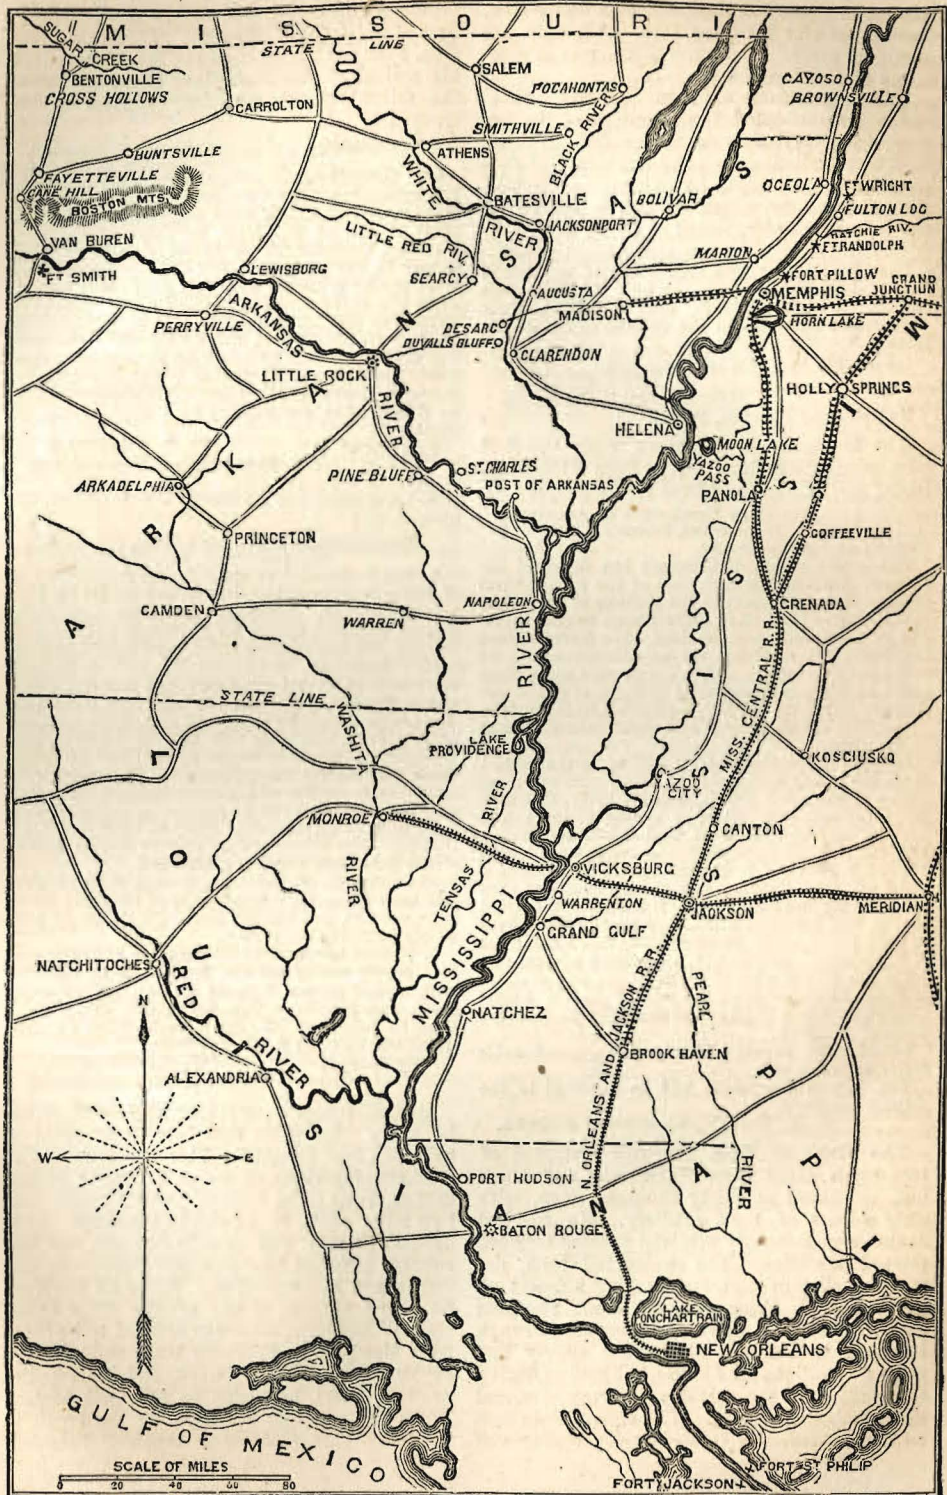 MISSOURI
STATE LINE
SUGAR CREEK
BENTONVILLE
CROSS HOLLOWS
CARROLTON
SALEM
POCAHONTAS
CAYOSO
BROWNSVILLE
SMITHVILLE
BLACK RIVER
HUNTSVILLE
ATHENS
FAYETTEVILLE
CANE HILL
BOSTON MTS.
WHITE RIVER
BATESVILLE
BOLIVAR
OCEOLA
FT WRIGHT
FULTON LOG
JACKSONPORT
HATCHIE RIV.
FT RANDOLPH
VAN BUREN
FT SMITH
LITTLE RED RIV.
MARION
LEWISBURG
SEARCY
FORT PILLOW
GRAND JUNCTIUN
AUGUSTA
MEMPHIS
MADISON
HORN LAKE
PERRYVILLE
ARKANSAS RIVER
DESARC
DUVALLS BLUFF
CLARENDON
LITTLE ROCK
HOLLY SPRINGS
HELENA
MOON LAKE
YAZOO PASS
PANOLA
ARKADELPHIA
PINE BLUFF
ST CHARLES
POST OF ARKANSAS
PRINCETON
COFFEEVILLE
ARKANSAS
CAMDEN
WARREN
NAPOLEON
GRENADA
STATE LINE
WASHITA RIVER
LAKE PROVIDENCE
MISS. CENTRAL R.R.
KOSCIUSKO
AZOO CITY
MONROE
CANTON
TENSAS RIVER
VICKSBURG
WARRENTON
JACKSON
MERIDIAN
GRAND GULF
MISSISSIPPI RIVER
NATCHITOCHES
RED RIVER
NATCHEZ
PEARL RIVER
N. ORLEANS AND JACKSON R.R.
BROOK HAVEN
ALEXANDRIA
N
W
E
PORT HUDSON
BATON ROUGE
LOUISIANA
MISSISSIPPI
LAKE PONCHARTRAIN
NEW ORLEANS
GULF OF MEXICO
SCALE OF MILES
0 20 40 60 80
FORT JACKSON
FORT ST PHILIP